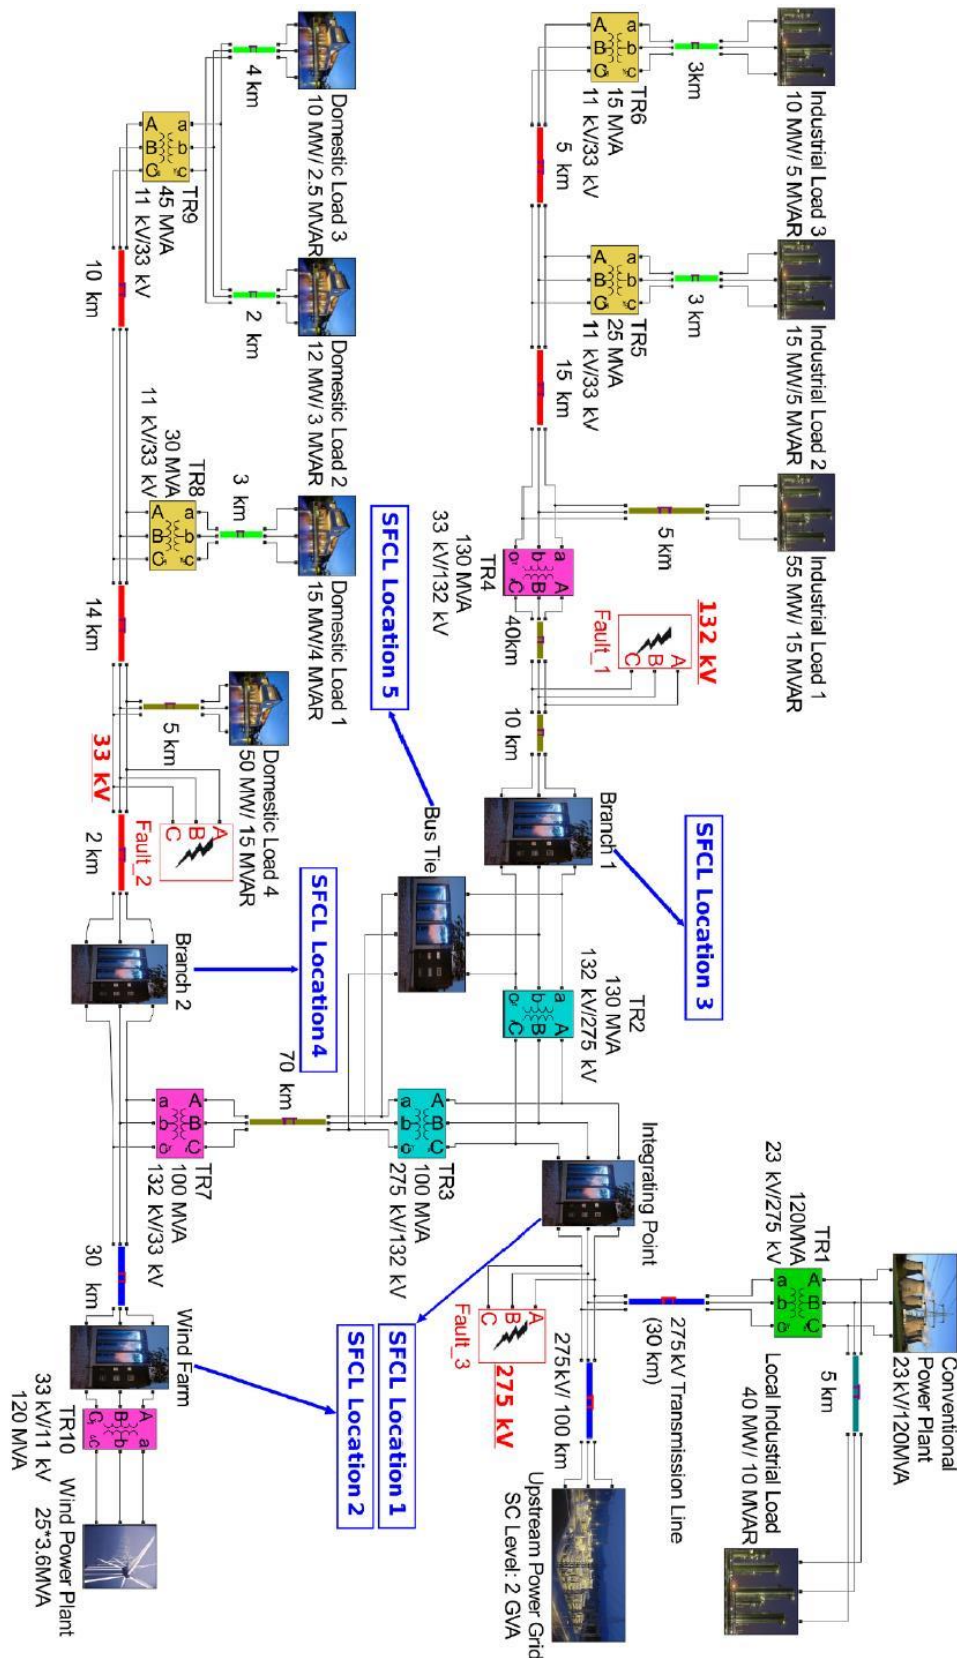 Industrial Load 3
10 MW/ 5 MVAR
3km
TR6
15 MVA
11 kV/33 kV
A
B
C
a
b
c
5 km
Industrial Load 2
15 MW/5 MVAR
3 km
TR5
25 MVA
11 kV/33 kV
A
B
C
a
b
c
15 km
Industrial Load 1
55 MW/ 15 MVAR
5 km
TR4
130 MVA
33 kV/132 kV
a
b
c
A
B
C
40km
132 kV
Fault_1
A
B
C
10 km
Branch 1
SFCL Location 3
Bus Tie
SFCL Location 5
TR2
130 MVA
132 kV/275 kV
a
b
c
A
B
C
Integrating Point
SFCL Location 1
SFCL Location 2
TR3
100 MVA
275 kV/132 kV
A
B
C
a
b
c
70 km
TR7
100 MVA
132 kV/33 kV
A
B
C
a
b
c
Conventional
Power Plant
23 kV/120MVA
TR1
120MVA
23 kV/275 kV
A
B
C
a
b
c
5 km
Local Industrial Load
40 MW/ 10 MVAR
275 kV Transmission Line
(30 km)
Fault_3
A
B
C
275 kV
275kV/ 100 km
Upstream Power Grid
SC Level: 2 GVA
Domestic Load 3
10 MW/ 2.5 MVAR
4 km
Domestic Load 2
12 MW/ 3 MVAR
2 km
TR9
45 MVA
11 kV/33 kV
A
B
C
a
b
c
10 km
Domestic Load 1
15 MW/4 MVAR
3 km
TR8
30 MVA
11 kV/33 kV
A
B
C
a
b
c
14 km
Domestic Load 4
50 MW/ 15 MVAR
5 km
33 kV
Fault_2
A
B
C
2 km
Branch 2
SFCL Location 4
30 km
Wind Farm
TR10
33 kV/11 kV
120 MVA
A
B
C
a
b
c
Wind Power Plant
25*3.6MVA